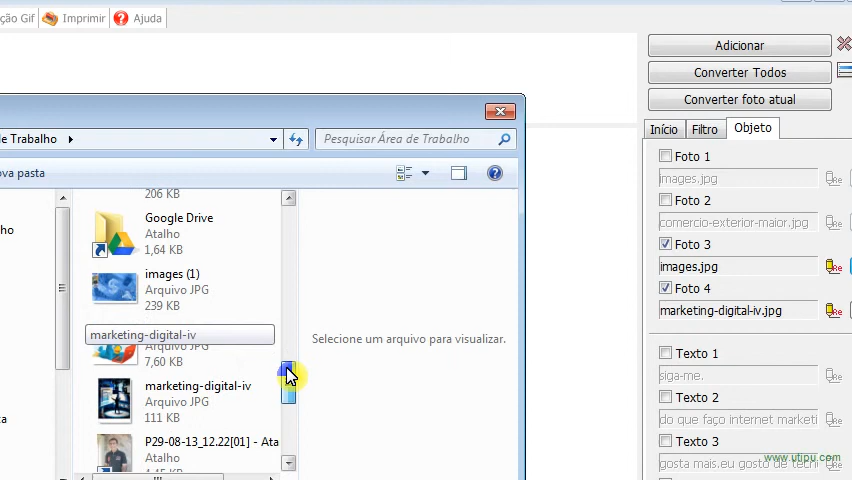 ção Gif Imprimir Ajuda
Adicionar
Converter Todos
Converter foto atual
Início Filtro Objeto
Foto 1
images.jpg
Foto 2
comercio-exterior-maior.jpg
Foto 3
images.jpg
Foto 4
marketing-digital-iv.jpg
Texto 1
siga-me.
Texto 2
do que faço internet marketi
Texto 3
gosta mais.eu gosto de tecn
de Trabalho
Pesquisar Área de Trabalho
ova pasta
206 KB
Google Drive
Atalho
1,64 KB
images (1)
Arquivo JPG
239 KB
marketing-digital-iv
Arquivo JPG
7,60 KB
marketing-digital-iv
Arquivo JPG
111 KB
P29-08-13_12.22[01] - Ata
Atalho
4,45 KB
Selecione um arquivo para visualizar.
www.utipu.com